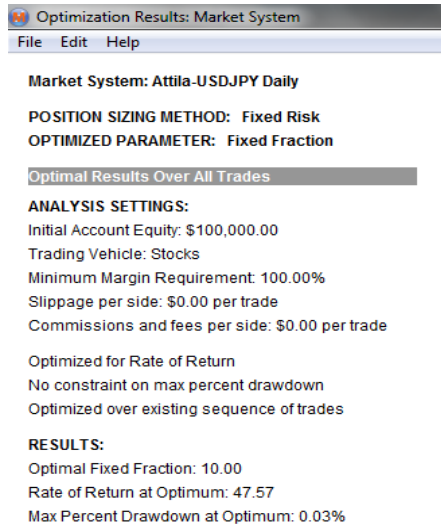 Optimization Results: Market System
File Edit Help
Market System: Attila-USDJPY Daily
POSITION SIZING METHOD: Fixed Risk
OPTIMIZED PARAMETER: Fixed Fraction
Optimal Results Over All Trades
ANALYSIS SETTINGS:
Initial Account Equity: $100,000.00
Trading Vehicle: Stocks
Minimum Margin Requirement: 100.00%
Slippage per side: $0.00 per trade
Commissions and fees per side: $0.00 per trade
Optimized for Rate of Return
No constraint on max percent drawdown
Optimized over existing sequence of trades
RESULTS:
Optimal Fixed Fraction: 10.00
Rate of Return at Optimum: 47.57
Max Percent Drawdown at Optimum: 0.03%